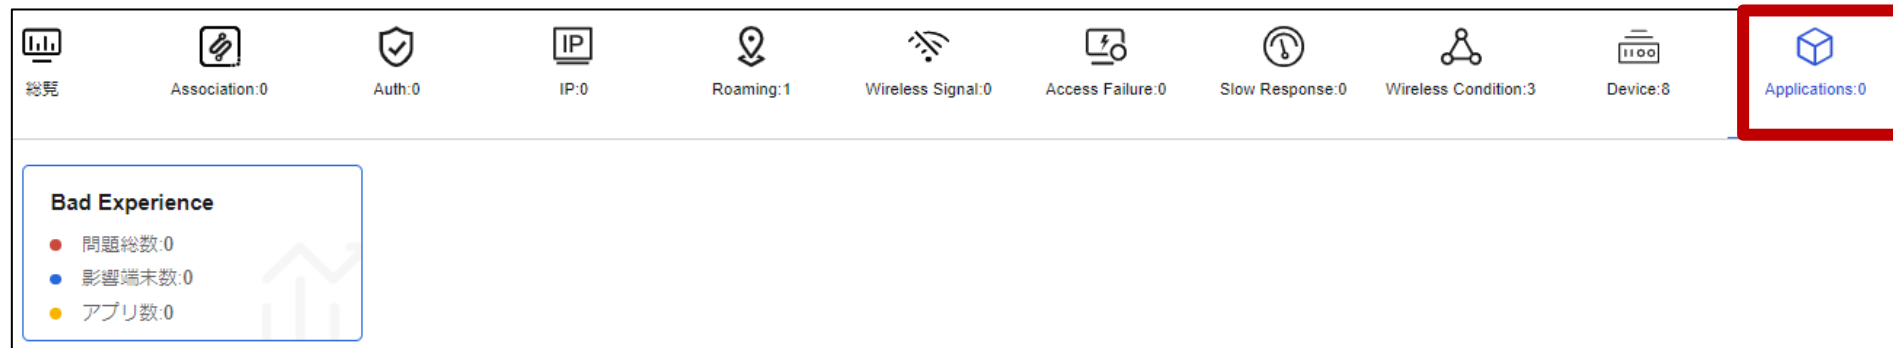 IP
総覧 Association:0 Auth:0 IP:0 Roaming:1 Wireless Signal:0 Access Failure:0 Slow Response:0 Wireless Condition:3 Device:8 Applications:0
Bad Experience
問題総数:0
影響端末数:0
アプリ数:0